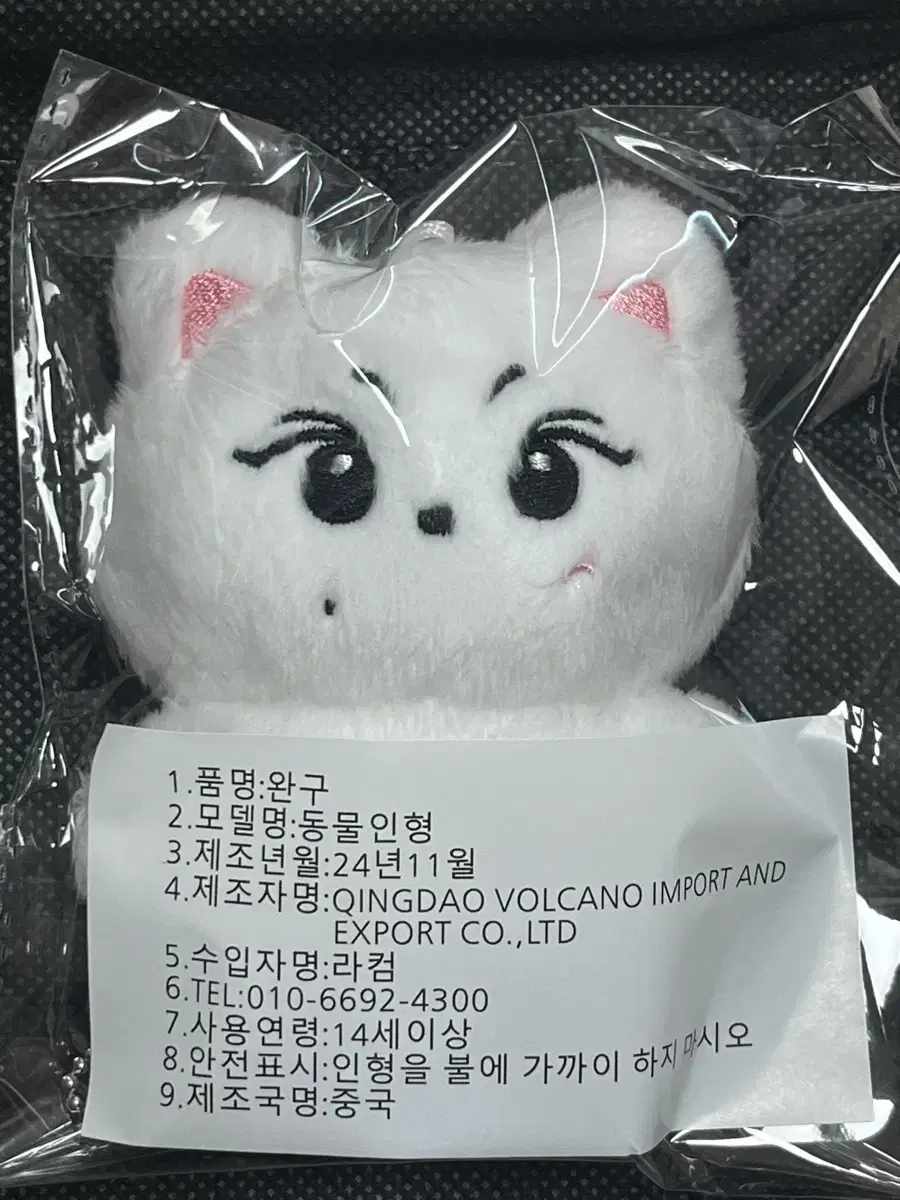 1.품명:완구
2.모델명:동물인형
3.제조년월:24년11월
4.제조자명:QINGDAO VOLCANO IMPORT AND
EXPORT CO.,LTD
5.수입자명:라컴
6.TEL:010-6692-4300
7.사용연령:14세이상
8.안전표시:인형을 불에 가까이 하지 마시오
9.제조국명:중국